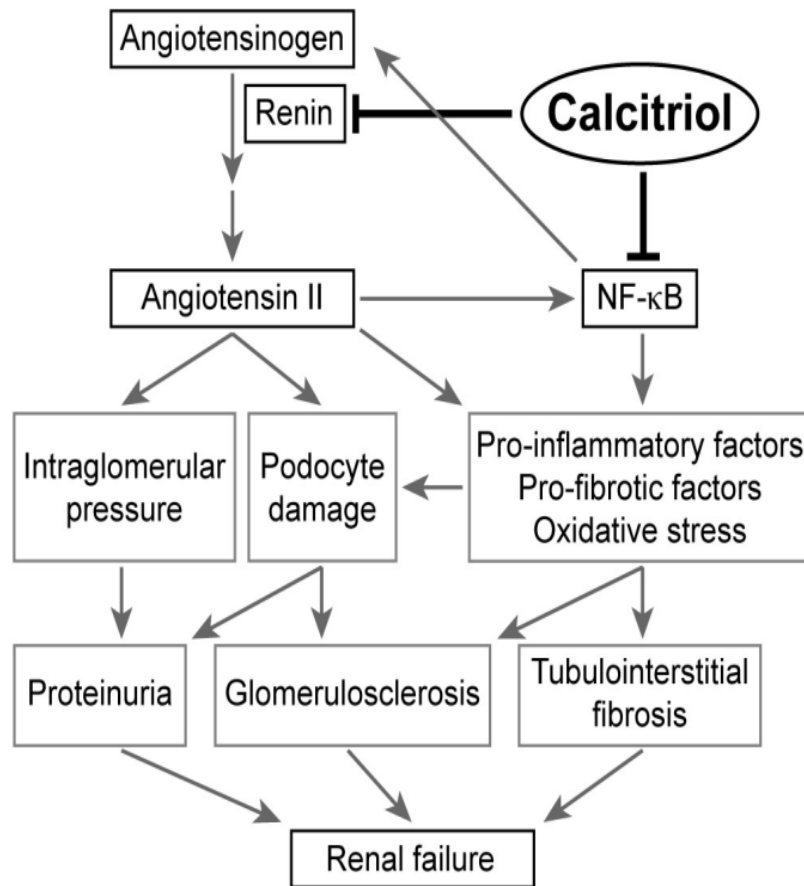 Angiotensinogen
Renin
Calcitriol
Angiotensin II
NF-κB
Intraglomerular
pressure
Podocyte
damage
Pro-inflammatory factors
Pro-fibrotic factors
Oxidative stress
Proteinuria
Glomerulosclerosis
Tubulointerstitial
fibrosis
Renal failure